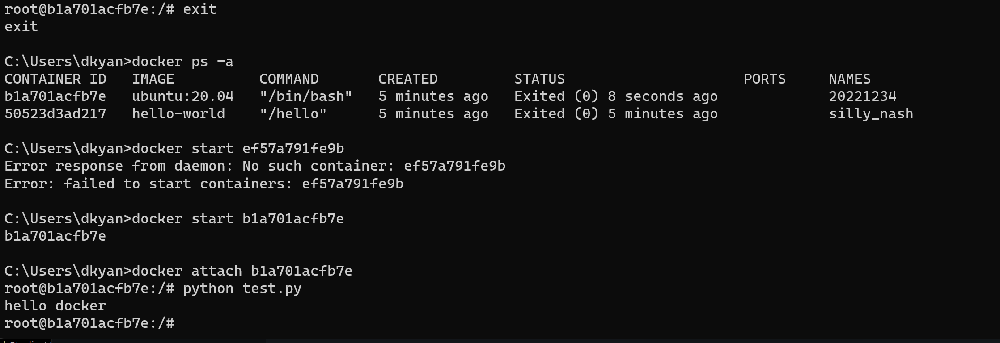 root@b1a701acfb7e:/# exit
exit
C:\Users\dkyan>docker ps -a
CONTAINER ID   IMAGE          COMMAND       CREATED         STATUS                     PORTS     NAMES
b1a701acfb7e   ubuntu:20.04   "/bin/bash"   5 minutes ago   Exited (0) 8 seconds ago             20221234
50523d3ad217   hello-world    "/hello"      5 minutes ago   Exited (0) 5 minutes ago             silly_nash
C:\Users\dkyan>docker start ef57a791fe9b
Error response from daemon: No such container: ef57a791fe9b
Error: failed to start containers: ef57a791fe9b
C:\Users\dkyan>docker start b1a701acfb7e
b1a701acfb7e
C:\Users\dkyan>docker attach b1a701acfb7e
root@b1a701acfb7e:/# python test.py
hello docker
root@b1a701acfb7e:/#